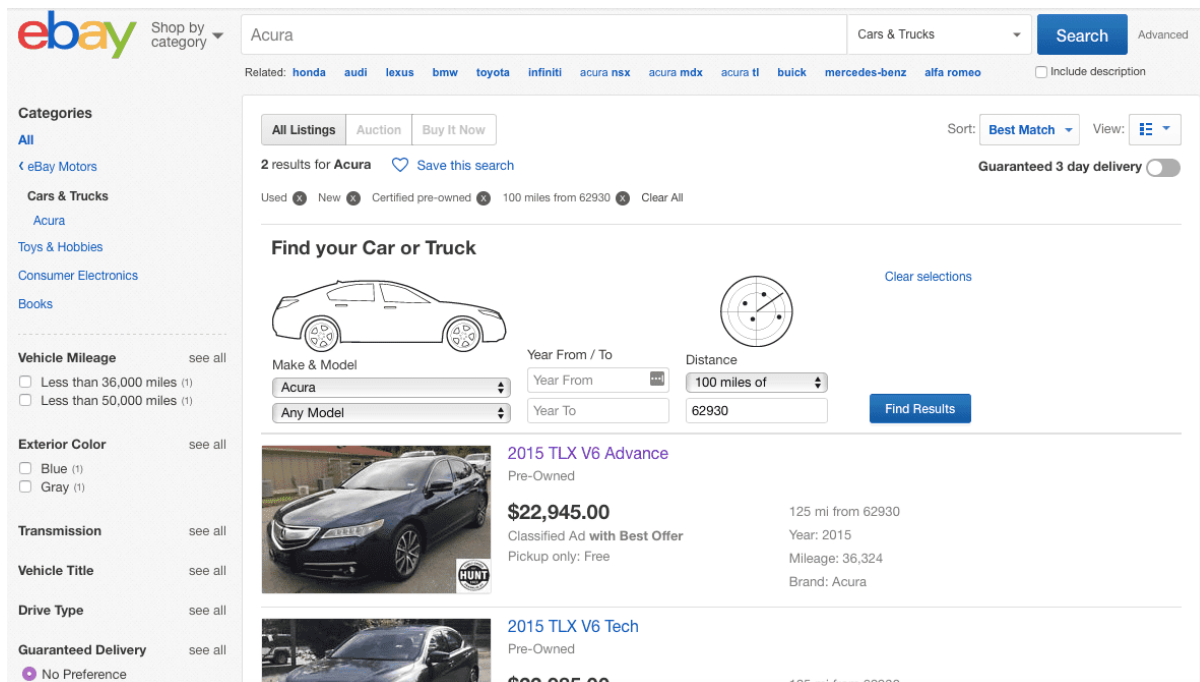 ebay
Shop by category
Acura
Cars & Trucks
Search
Advanced
Related: honda audi lexus bmw toyota infiniti acura nsx acura mdx acura tl buick mercedes-benz alfa romeo
Include description
Categories
All
eBay Motors
Cars & Trucks
Acura
Toys & Hobbies
Consumer Electronics
Books
Vehicle Mileage see all
Less than 36,000 miles (1)
Less than 50,000 miles (1)
Exterior Color see all
Blue (1)
Gray (1)
Transmission see all
Vehicle Title see all
Drive Type see all
Guaranteed Delivery see all
No Preference
All Listings Auction Buy It Now
Sort: Best Match View:
2 results for Acura Save this search
Guaranteed 3 day delivery
Used x New x Certified pre-owned x 100 miles from 62930 x Clear All
Find your Car or Truck
Clear selections
Make & Model
Acura
Any Model
Year From / To
Year From
Year To
Distance
100 miles of
62930
Find Results
2015 TLX V6 Advance
Pre-Owned
$22,945.00
Classified Ad with Best Offer
Pickup only: Free
125 mi from 62930
Year: 2015
Mileage: 36,324
Brand: Acura
HUNT
2015 TLX V6 Tech
Pre-Owned